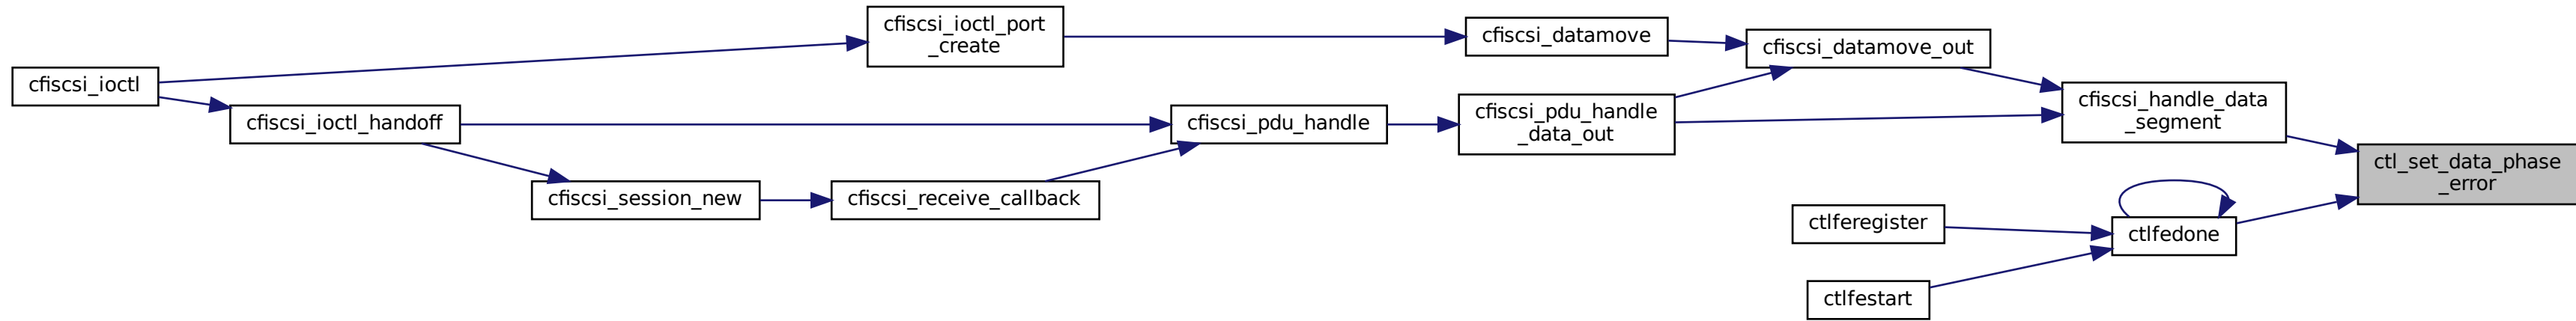 cfiscsi_ioctl
cfiscsi_ioctl_port
_create
cfiscsi_ioctl_handoff
cfiscsi_session_new
cfiscsi_receive_callback
cfiscsi_pdu_handle
cfiscsi_datamove
cfiscsi_pdu_handle
_data_out
cfiscsi_datamove_out
cfiscsi_handle_data
_segment
ctlferegister
ctlfestart
ctlfedone
ctl_set_data_phase
_error